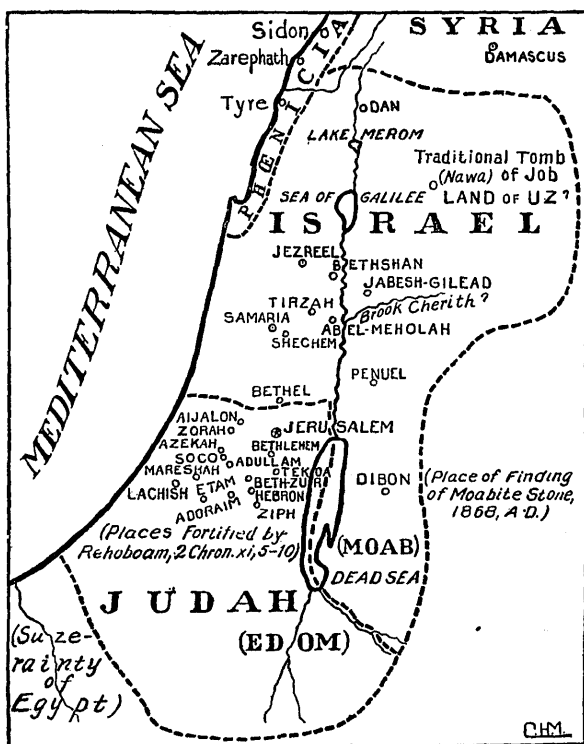 SYRIA
DAMASCUS
Sidon
Zarephath
Tyre
PHŒNICIA
MEDITERRANEAN SEA
DAN
LAKE MEROM
Traditional Tomb
(Nawa) of Job
LAND OF UZ?
SEA OF GALILEE
ISRAEL
JEZREEL
BETHSHAN
JABESH-GILEAD
Brook Cherith?
TIRZAH
SAMARIA
ABEL-MEHOLAH
SHECHEM
PENUEL
BETHEL
AIJALON
ZORAH
JERUSALEM
AZEKAH
BETHLEHEM
SOCO
ADULLAM
MARESHAH
TEKOA
LACHISH
ETAM
BETH-ZUR
HEBRON
ADORAIM
ZIPH
DIBON
(Place of Finding
of Moabite Stone,
1868, A.D.)
(Places Fortified by
Rehoboam, 2 Chron. xi, 5-10)
(MOAB)
DEAD SEA
JUDAH
(EDOM)
(Suze-
rainty
of
Egypt)
C.H.M.